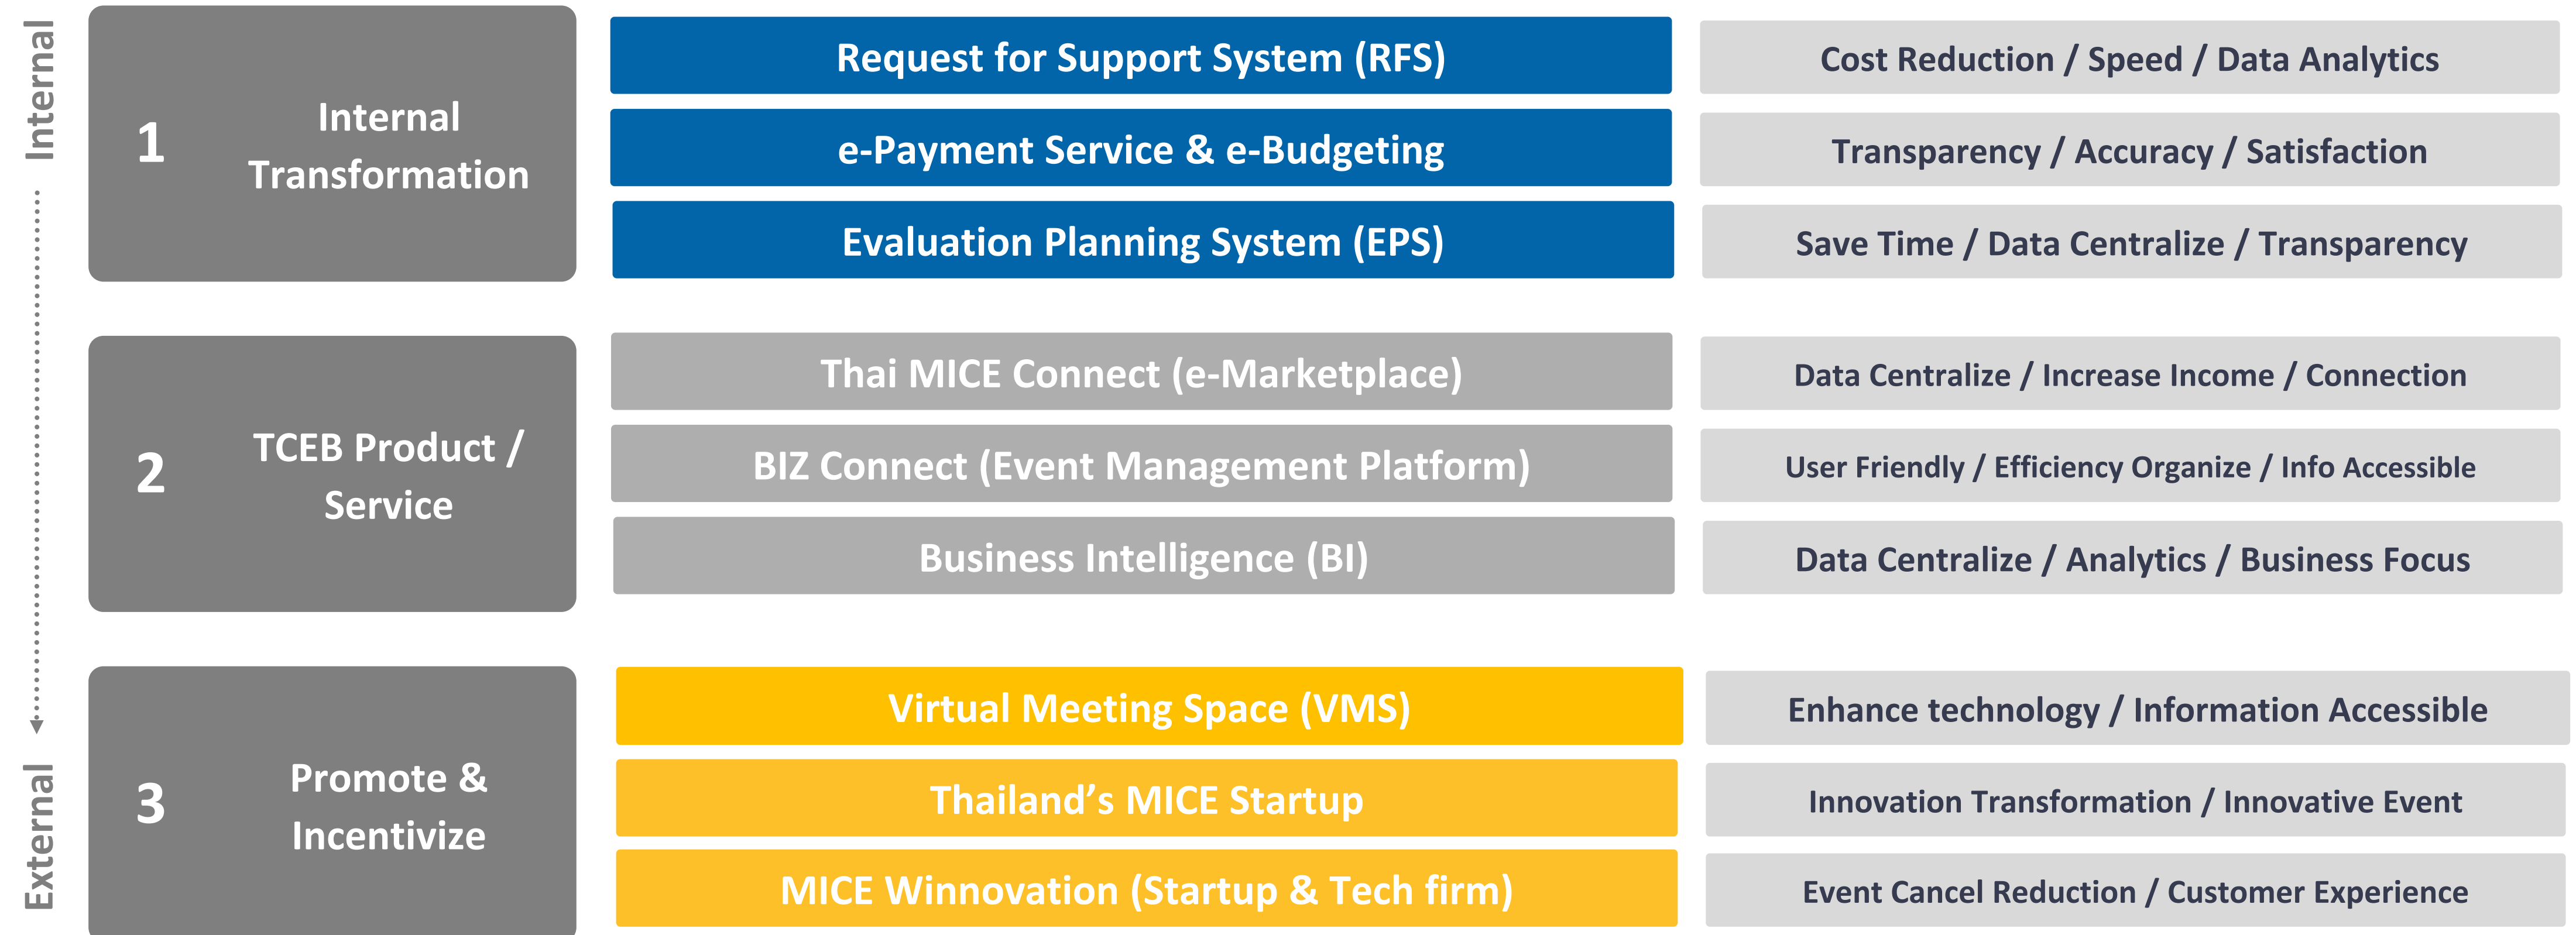 Internal
1
Internal
Transformation
Request for Support System (RFS)
Cost Reduction / Speed / Data Analytics
e-Payment Service & e-Budgeting
Transparency / Accuracy / Satisfaction
Evaluation Planning System (EPS)
Save Time / Data Centralize / Transparency
2
TCEB Product /
Service
Thai MICE Connect (e-Marketplace)
Data Centralize / Increase Income / Connection
BIZ Connect (Event Management Platform)
User Friendly / Efficiency Organize / Info Accessible
Business Intelligence (BI)
Data Centralize / Analytics / Business Focus
External
3
Promote &
Incentivize
Virtual Meeting Space (VMS)
Enhance technology / Information Accessible
Thailand’s MICE Startup
Innovation Transformation / Innovative Event
MICE Winnovation (Startup & Tech firm)
Event Cancel Reduction / Customer Experience